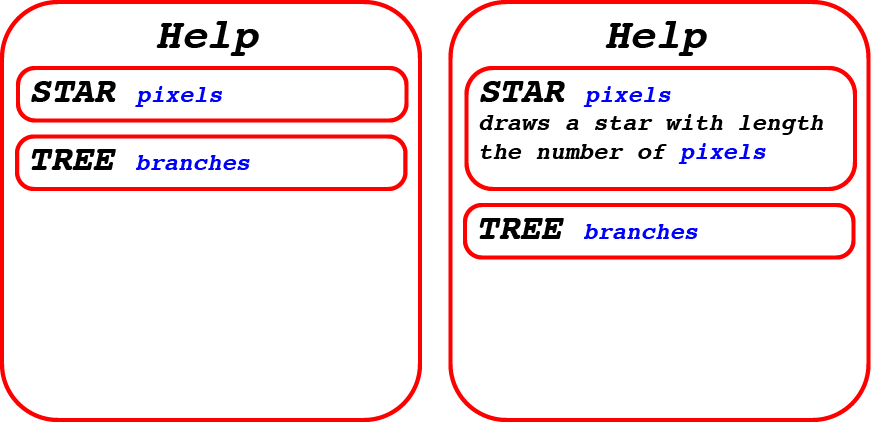 Help
STAR pixels
TREE branches
Help
STAR pixels
draws a star with length
the number of pixels
TREE branches